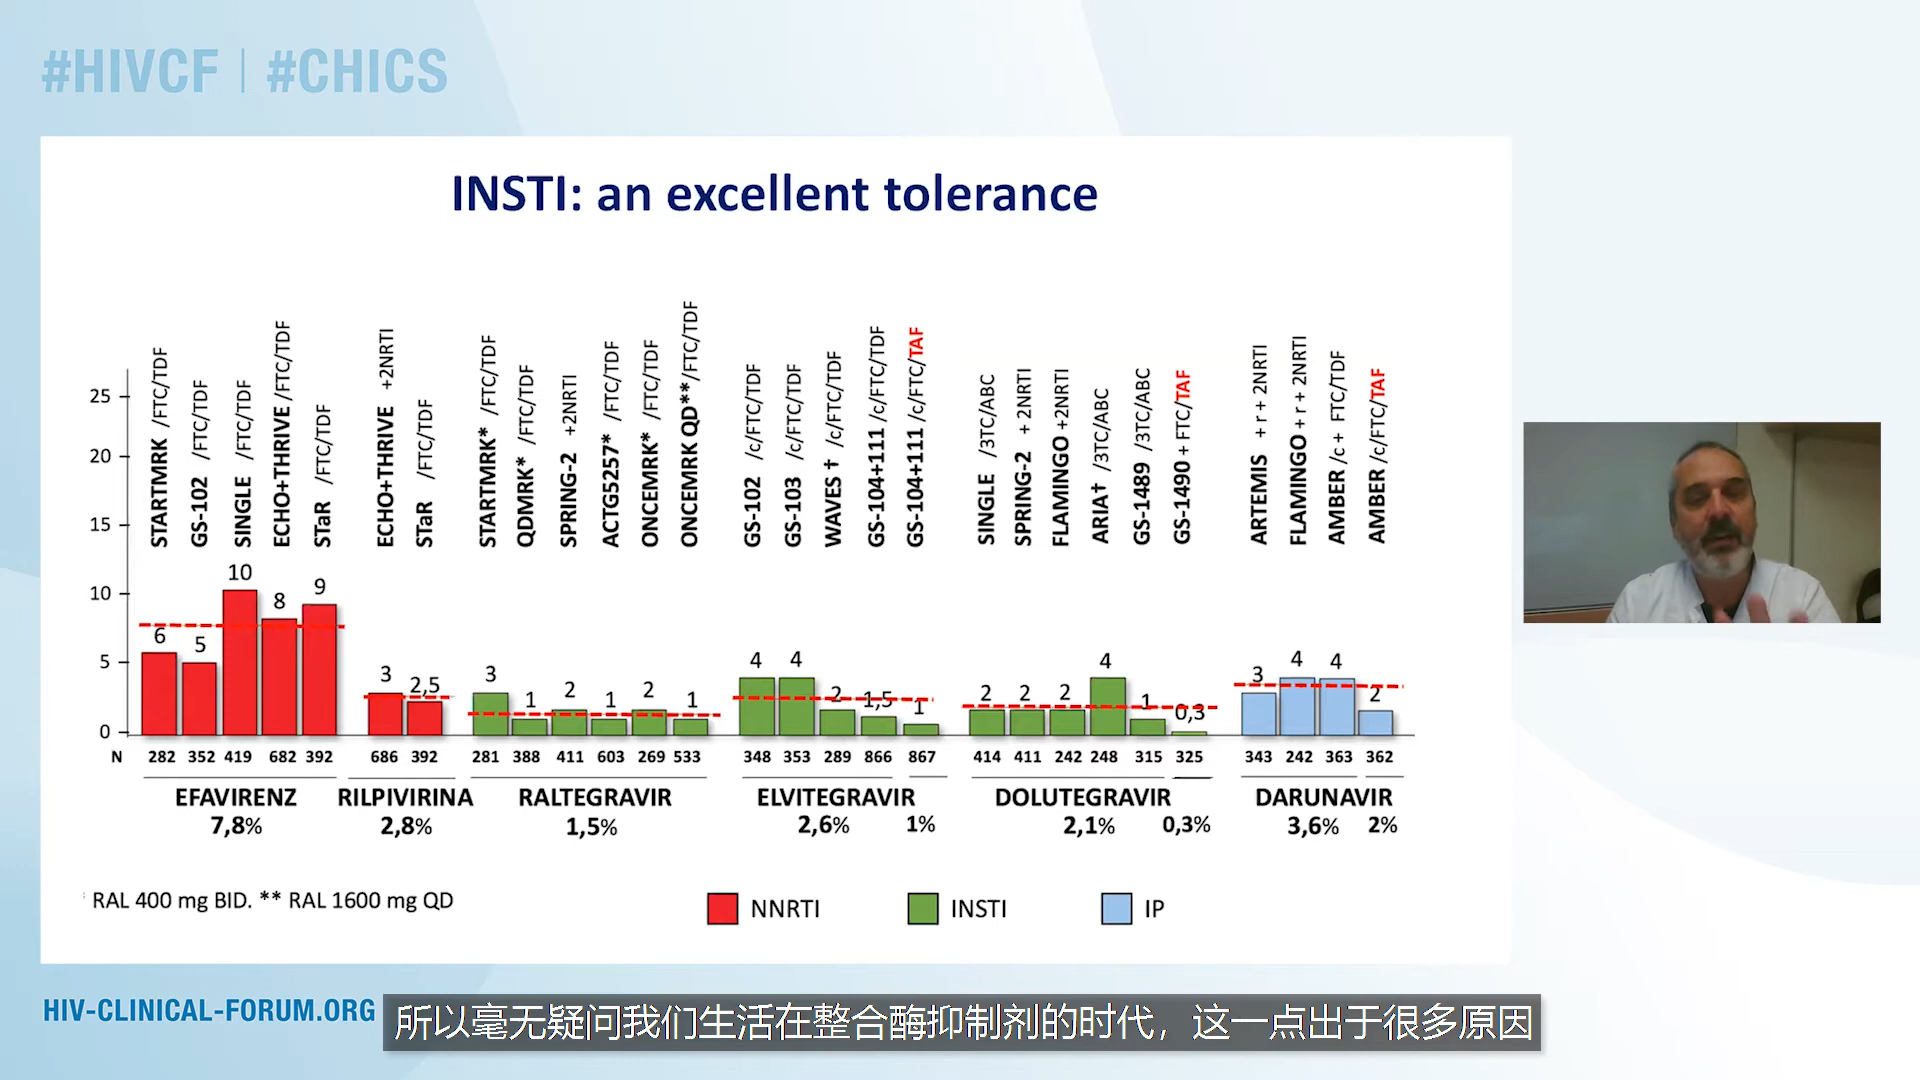 #HIVCF | #CHICS
INSTI: an excellent tolerance
25
20
15
10
5
0
STARTMRK /FTC/TDF
GS-102 /FTC/TDF
SINGLE /FTC/TDF
ECHO+THRIVE /FTC/TDF
STaR /FTC/TDF
ECHO+THRIVE +2NRTI
STaR /FTC/TDF
STARTMRK* /FTC/TDF
QDMRK* /FTC/TDF
SPRING-2 +2NRTI
ACTG5257* /FTC/TDF
ONCEMRK* /FTC/TDF
ONCEMRK QD**/FTC/TDF
GS-102 /c/FTC/TDF
GS-103 /c/FTC/TDF
WAVES † /c/FTC/TDF
GS-104+111 /c/FTC/TDF
GS-104+111 /c/FTC/TAF
SINGLE /3TC/ABC
SPRING-2 + 2NRTI
FLAMINGO +2NRTI
ARIA† /3TC/ABC
GS-1489 /3TC/ABC
GS-1490 + FTC/TAF
ARTEMIS + r + 2NRTI
FLAMINGO + r + 2NRTI
AMBER /c + FTC/TDF
AMBER /c/FTC/TAF
6 5 10 8 9 3 2,5 3 1 2 1 2 1 4 4 2 1,5 1 2 2 2 4 1 0,3 3 4 4 2
N 282 352 419 682 392 686 392 281 388 411 603 269 533 348 353 289 866 867 414 411 242 248 315 325 343 242 363 362
EFAVIRENZ RILPIVIRINA RALTEGRAVIR ELVITEGRAVIR DOLUTEGRAVIR DARUNAVIR
7,8% 2,8% 1,5% 2,6% 1% 2,1% 0,3% 3,6% 2%
RAL 400 mg BID. ** RAL 1600 mg QD
NNRTI INSTI IP
HIV-CLINICAL-FORUM.ORG
所以毫无疑问我们生活在整合酶抑制剂的时代，这一点出于很多原因